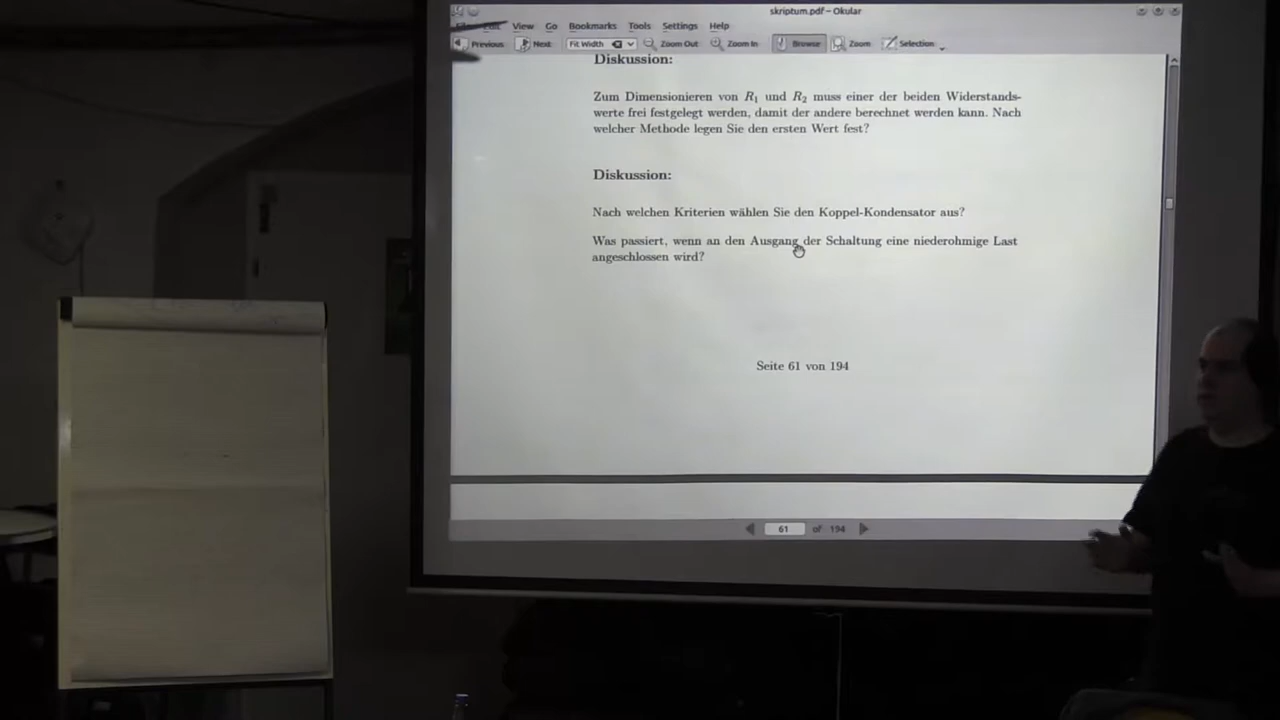 skriptum.pdf – Okular
View Go Bookmarks Tools Settings Help
Previous Next Fit Width Zoom Out Zoom In Browse Zoom Selection
Diskussion:
Zum Dimensionieren von R1 und R2 muss einer der beiden Widerstands-
werte frei festgelegt werden, damit der andere berechnet werden kann. Nach
welcher Methode legen Sie den ersten Wert fest?
Diskussion:
Nach welchen Kriterien wählen Sie den Koppel-Kondensator aus?
Was passiert, wenn an den Ausgang der Schaltung eine niederohmige Last
angeschlossen wird?
Seite 61 von 194
61 of 194